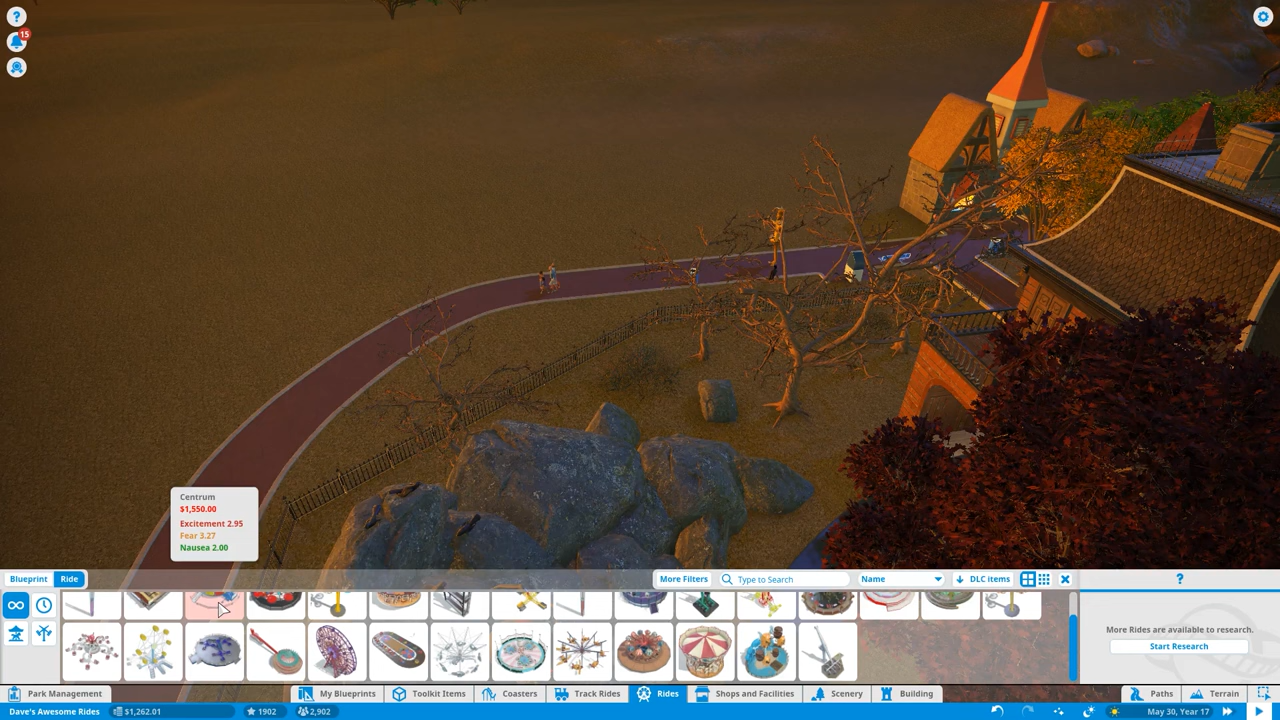 ?
15
Centrum
$1,550.00
Excitement 2.95
Fear 3.27
Nausea 2.00
Blueprint Ride More Filters Type to Search Name DLC items ?
More Rides are available to research.
Start Research
Park Management My Blueprints Toolkit Items Coasters Track Rides Rides Shops and Facilities Scenery Building Paths Terrain
Dave's Awesome Rides $1,262.01 1902 2,902 May 30, Year 17